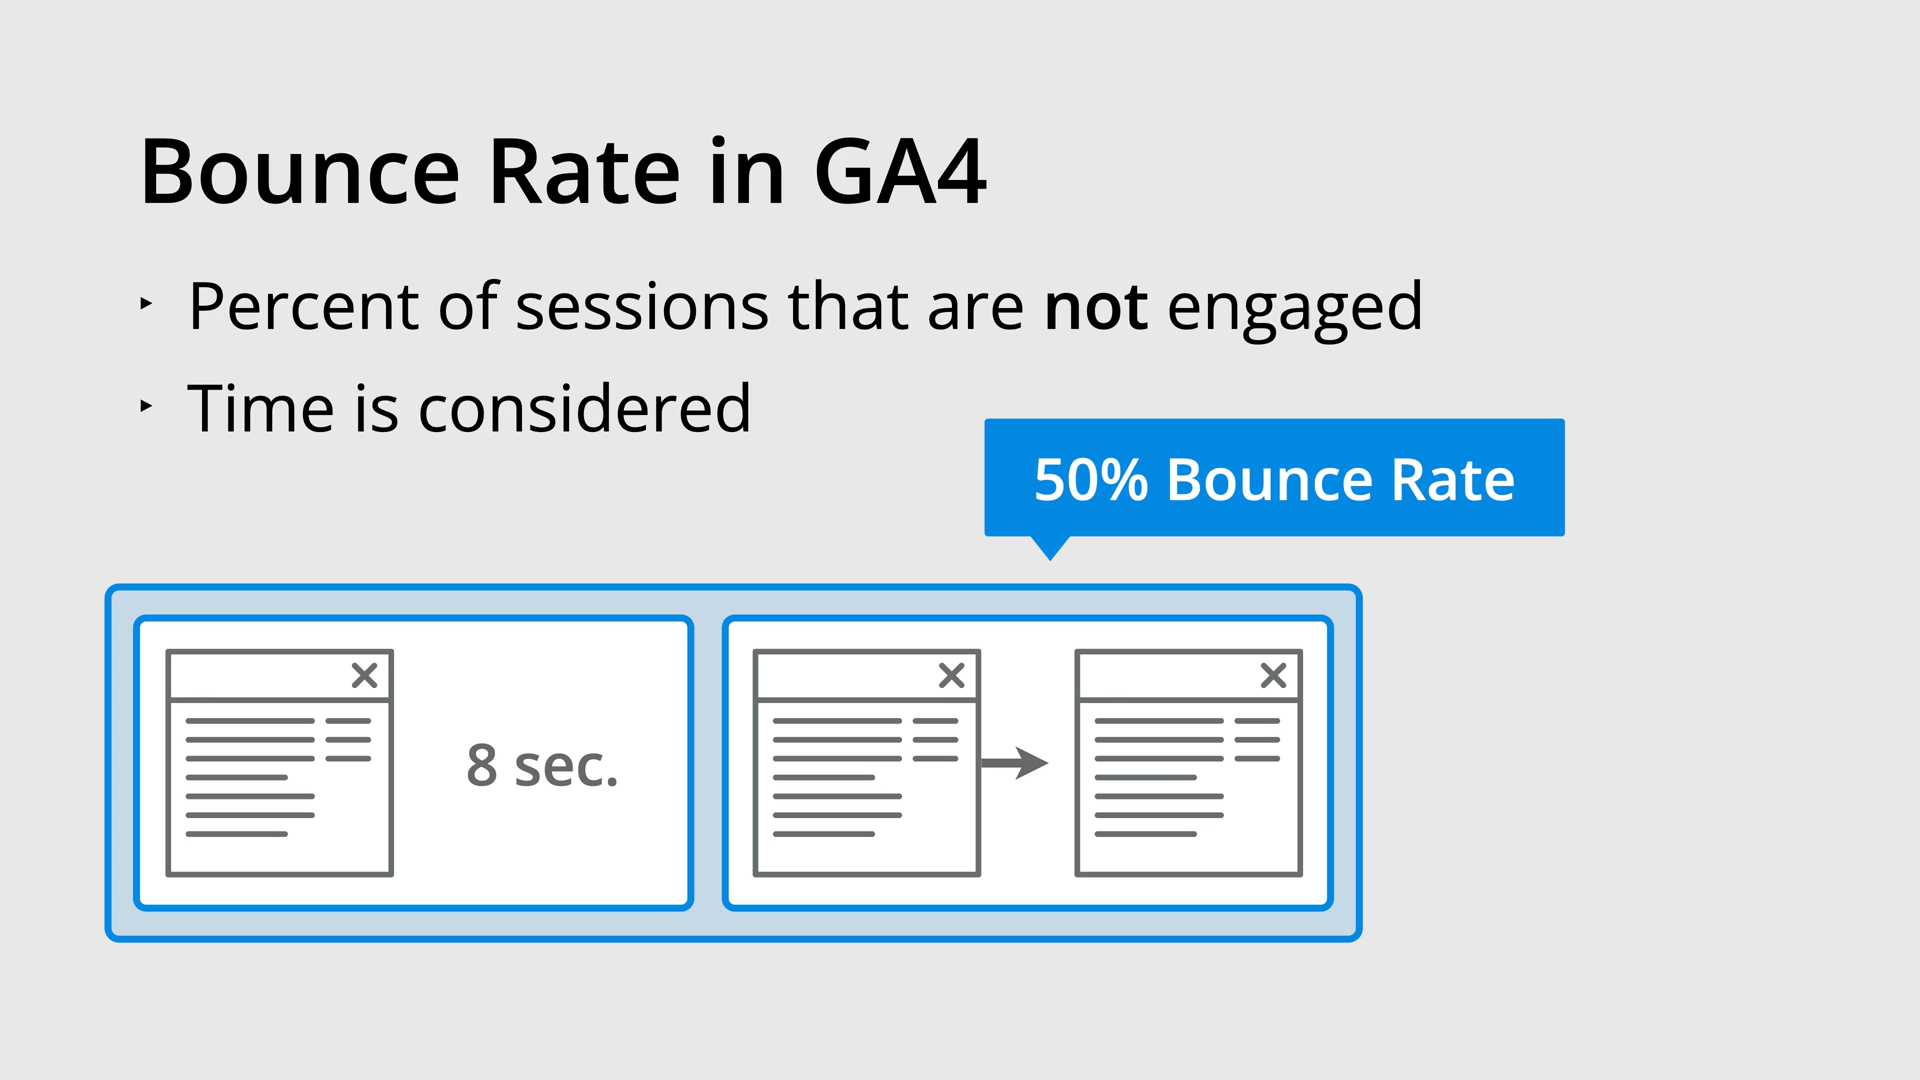 Bounce Rate in GA4
‣ Percent of sessions that are not engaged
‣ Time is considered
50% Bounce Rate
8 sec.